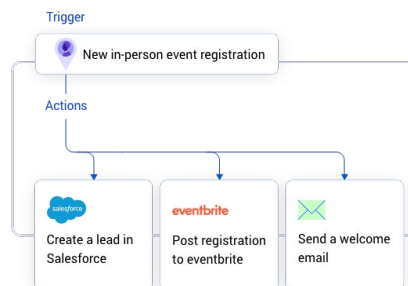 Trigger
New in-person event registration
Actions
salesforce
eventbrite
Create a lead in
Salesforce
Post registration
to eventbrite
Send a welcome
email